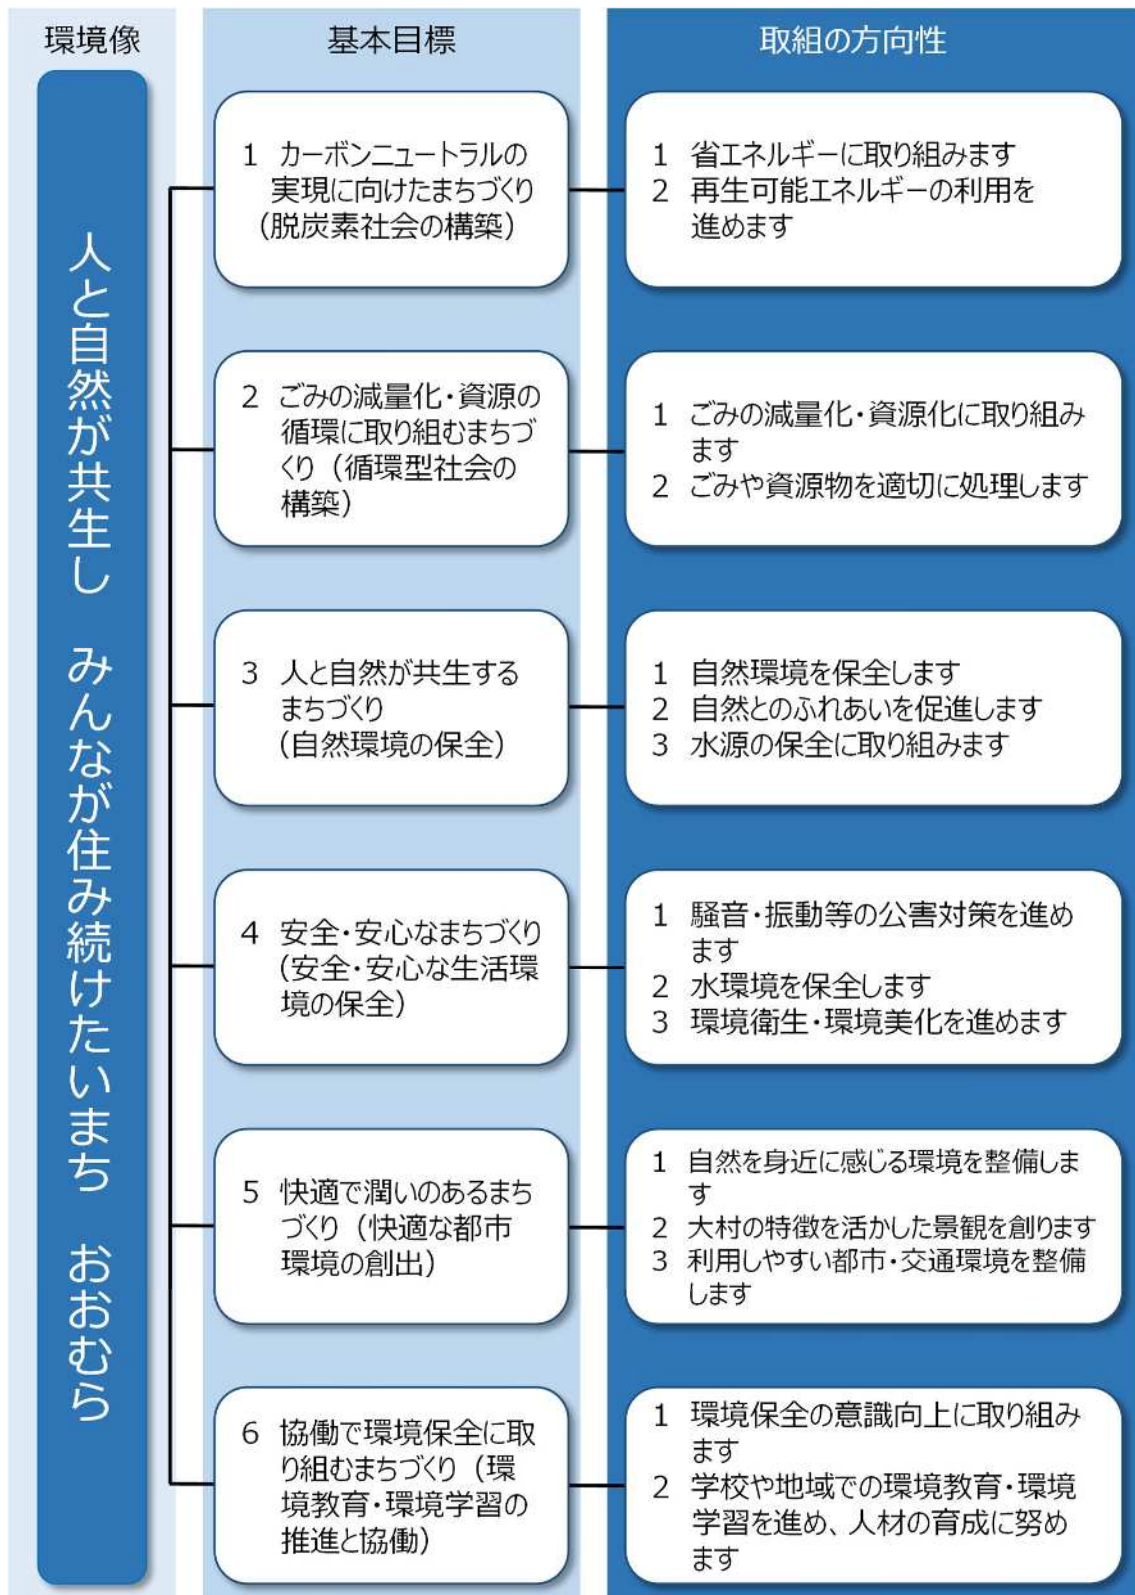 環境像
基本目標
取組の方向性
人と自然が共生し　みんなが住み続けたいまち　おおむら
1 カーボンニュートラルの
実現に向けたまちづくり
（脱炭素社会の構築）
1 省エネルギーに取り組みます
2 再生可能エネルギーの利用を
進めます
2 ごみの減量化・資源の
循環に取り組むまちづ
くり（循環型社会の
構築）
1 ごみの減量化・資源化に取り組み
ます
2 ごみや資源物を適切に処理します
3 人と自然が共生する
まちづくり
（自然環境の保全）
1 自然環境を保全します
2 自然とのふれあいを促進します
3 水源の保全に取り組みます
4 安全・安心なまちづくり
（安全・安心な生活環
境の保全）
1 騒音・振動等の公害対策を進め
ます
2 水環境を保全します
3 環境衛生・環境美化を進めます
5 快適で潤いのあるまち
づくり（快適な都市
環境の創出）
1 自然を身近に感じる環境を整備しま
す
2 大村の特徴を活かした景観を創ります
3 利用しやすい都市・交通環境を整備
します
6 協働で環境保全に取
り組むまちづくり（環
境教育・環境学習の
推進と協働）
1 環境保全の意識向上に取り組み
ます
2 学校や地域での環境教育・環境
学習を進め、人材の育成に努め
ます